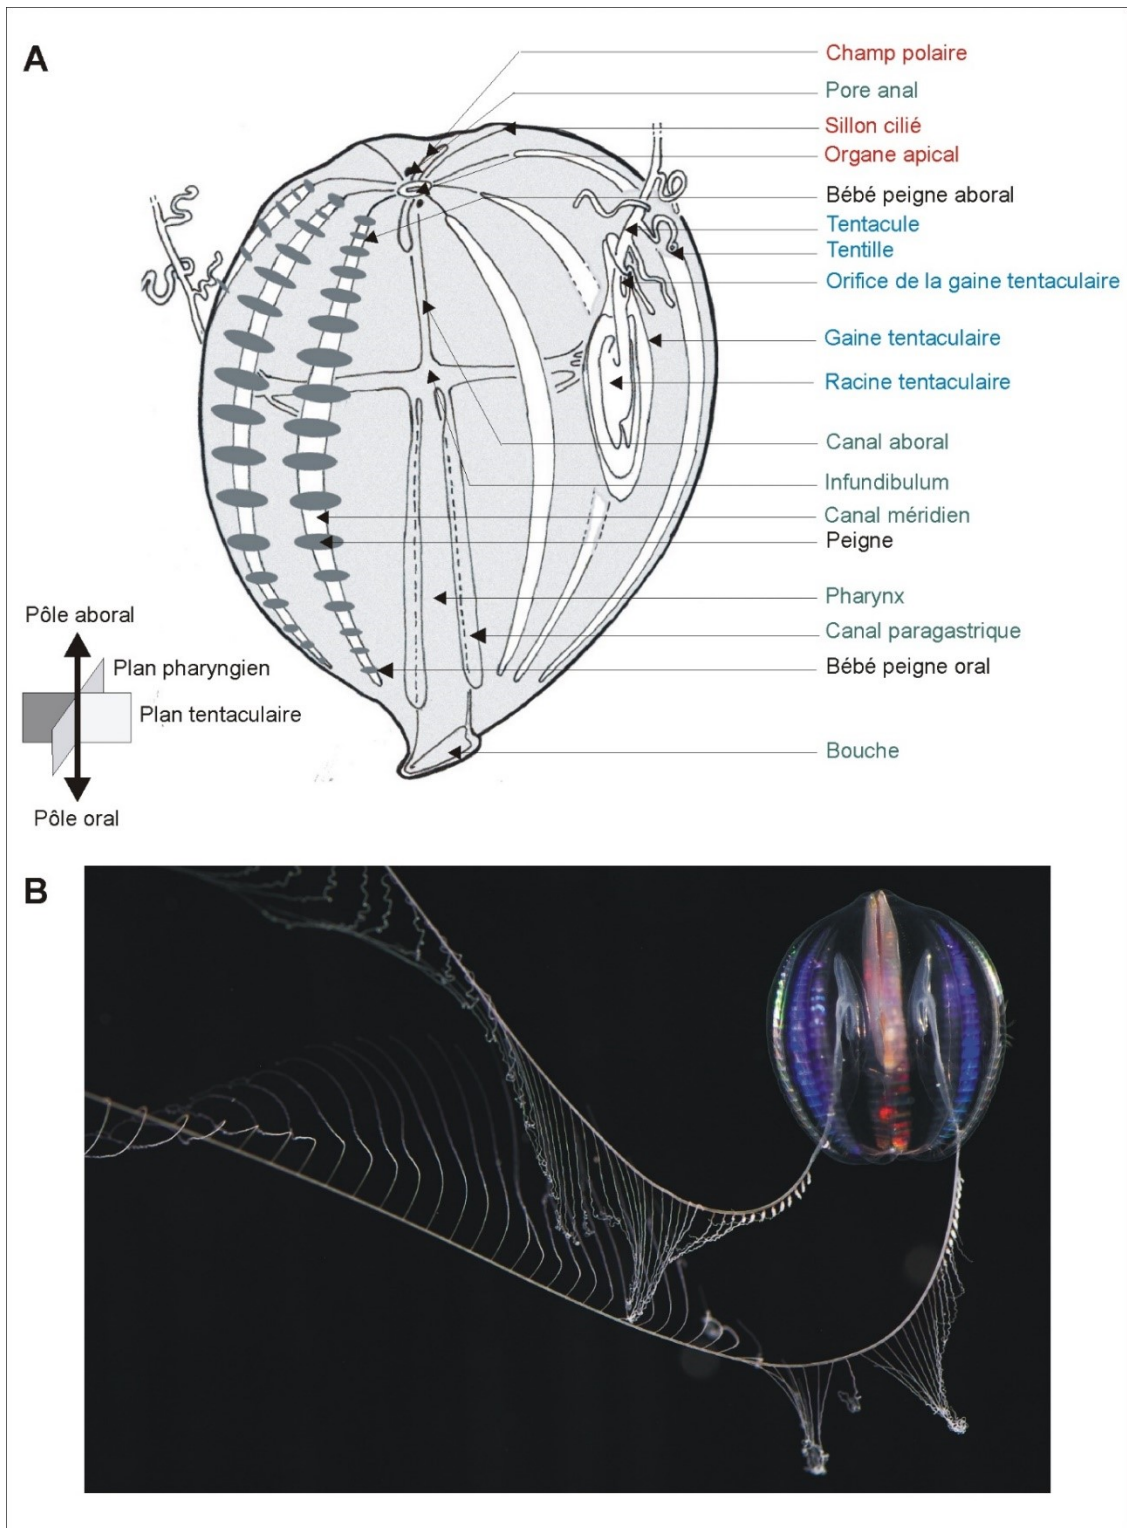 A
Champ polaire
Pore anal
Sillon cilié
Organe apical
Bébé peigne aboral
Tentacule
Tentille
Orifice de la gaine tentaculaire
Gaine tentaculaire
Racine tentaculaire
Canal aboral
Infundibulum
Canal méridien
Peigne
Pharynx
Canal paragastrique
Bébé peigne oral
Bouche
Pôle aboral
Plan pharyngien
Plan tentaculaire
Pôle oral
B